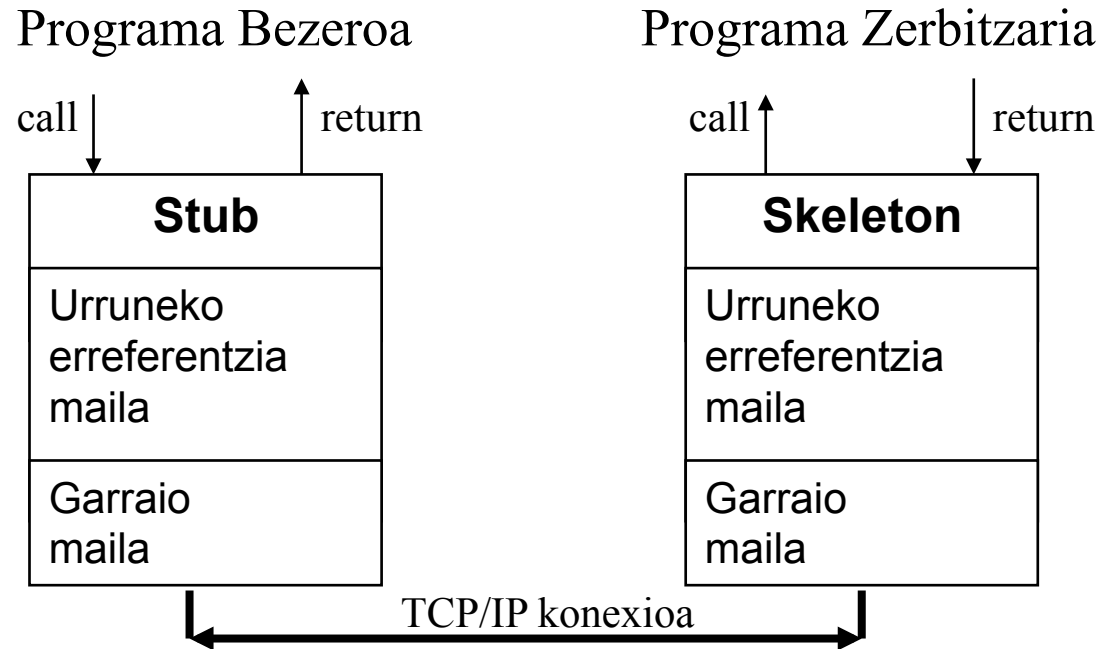 Programa Bezeroa
Programa Zerbitzaria
call
return
call
return
Stub
Skeleton
Urruneko
erreferentzia
maila
Urruneko
erreferentzia
maila
Garraio
maila
Garraio
maila
TCP/IP konexioa